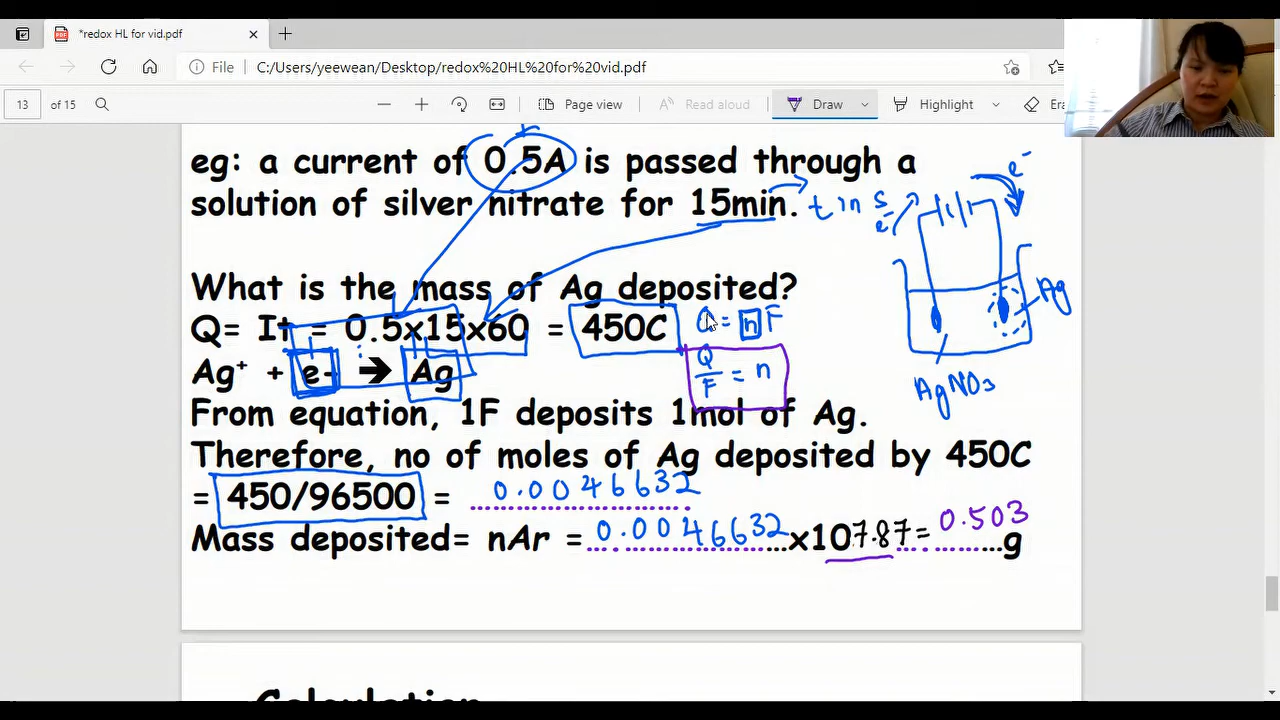 *redox HL for vid.pdf
File C:/Users/yeewean/Desktop/redox%20HL%20for%20vid.pdf
13 of 15 Page view Read aloud Draw Highlight
eg: a current of 0.5A is passed through a
solution of silver nitrate for 15min. t in s
e⁻
e⁻
What is the mass of Ag deposited?
Ag
Q= It = 0.5x15x60 = 450C Q = n F
Ag⁺ + e- → Ag Q/F = n
AgNO₃
From equation, 1F deposits 1mol of Ag.
Therefore, no of moles of Ag deposited by 450C
= 450/96500 = 0.0046632
Mass deposited= nAr = 0.0046632...x107.87=0.503...g
Calculation